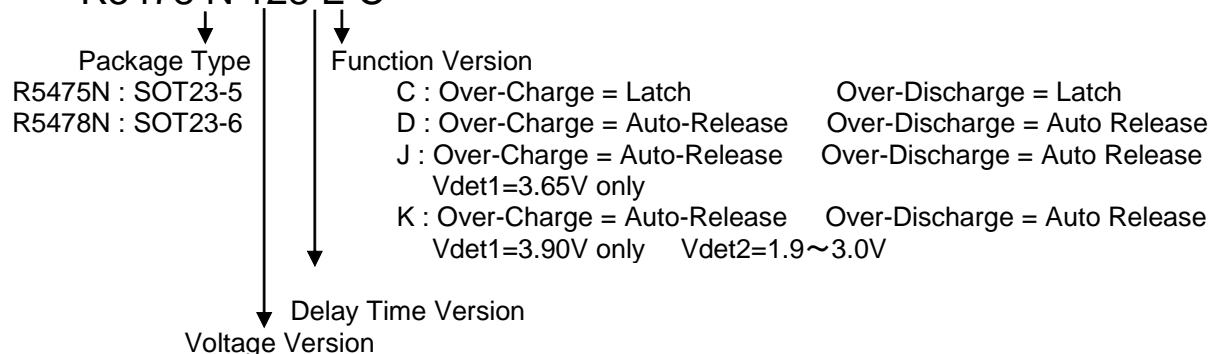 Package Type Function Version
R5475N : SOT23-5 C : Over-Charge = Latch Over-Discharge = Latch
R5478N : SOT23-6 D : Over-Charge = Auto-Release Over-Discharge = Auto Release
J : Over-Charge = Auto-Release Over-Discharge = Auto Release
Vdet1=3.65V only
K : Over-Charge = Auto-Release Over-Discharge = Auto Release
Vdet1=3.90V only Vdet2=1.9～3.0V
Delay Time Version
Voltage Version